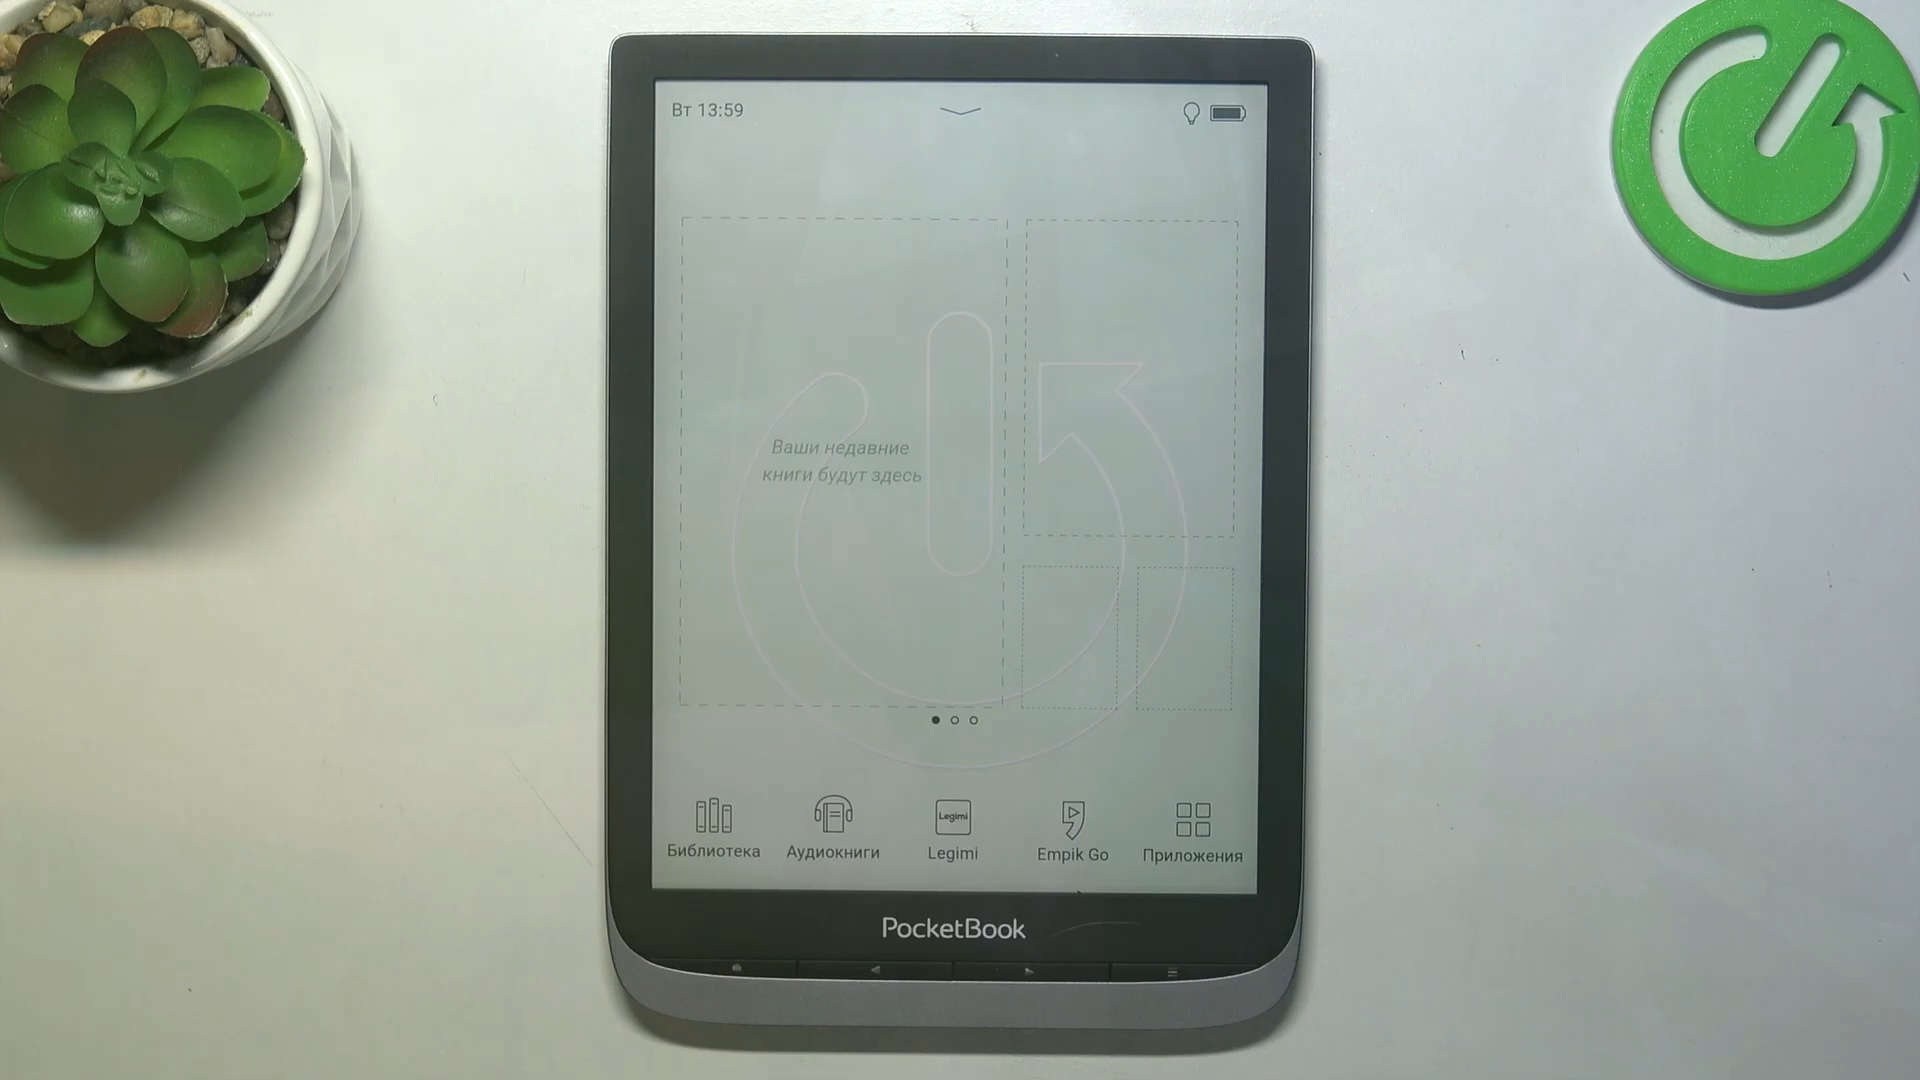 Вт 13:59
Ваши недавние
книги будут здесь
Библиотека
Аудиокниги
Legimi
Legimi
Empik Go
Приложения
PocketBook